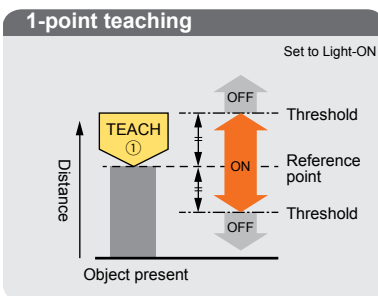 1-point teaching
Set to Light-ON
OFF
Threshold
TEACH
①
ON
Reference
point
Distance
Threshold
OFF
Object present